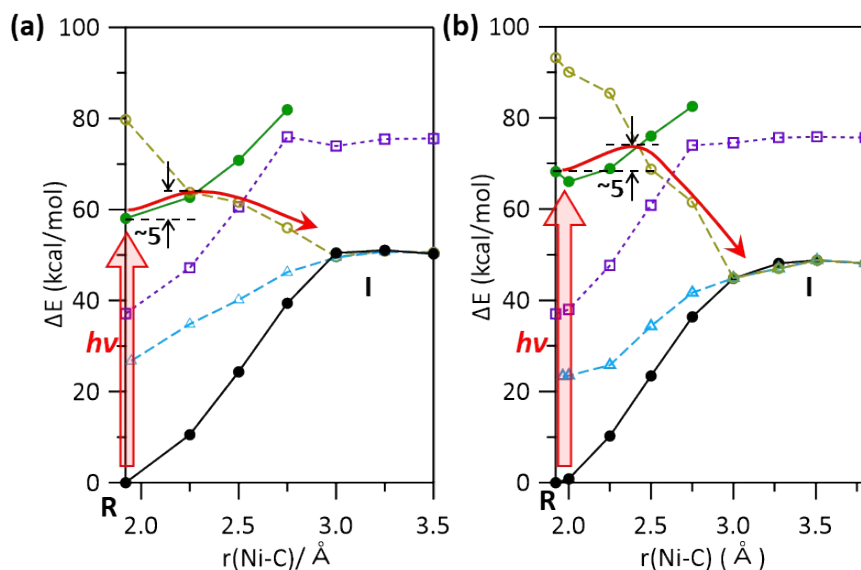 (a)
100
80
60
40
20
0
ΔE (kcal/mol)
~5
hν
I
R
2.0 2.5 3.0 3.5
r(Ni-C)/ Å
(b)
100
80
60
40
20
0
ΔE (kcal/mol)
~5
hν
I
R
2.0 2.5 3.0 3.5
r(Ni-C) ( Å )